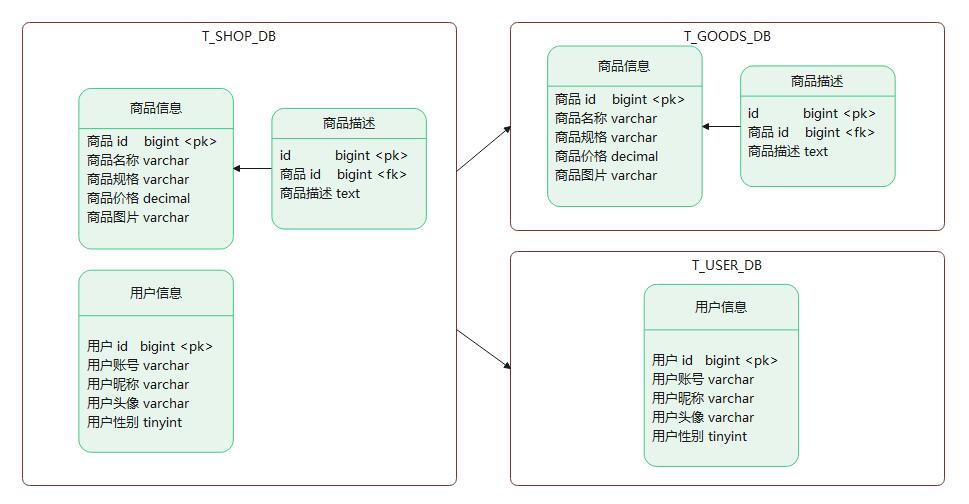 T_SHOP_DB
商品信息
商品 id bigint <pk>
商品名称 varchar
商品规格 varchar
商品价格 decimal
商品图片 varchar
商品描述
id bigint <pk>
商品 id bigint <fk>
商品描述 text
用户信息
用户 id bigint <pk>
用户账号 varchar
用户昵称 varchar
用户头像 varchar
用户性别 tinyint
T_GOODS_DB
商品信息
商品 id bigint <pk>
商品名称 varchar
商品规格 varchar
商品价格 decimal
商品图片 varchar
商品描述
id bigint <pk>
商品 id bigint <fk>
商品描述 text
T_USER_DB
用户信息
用户 id bigint <pk>
用户账号 varchar
用户昵称 varchar
用户头像 varchar
用户性别 tinyint